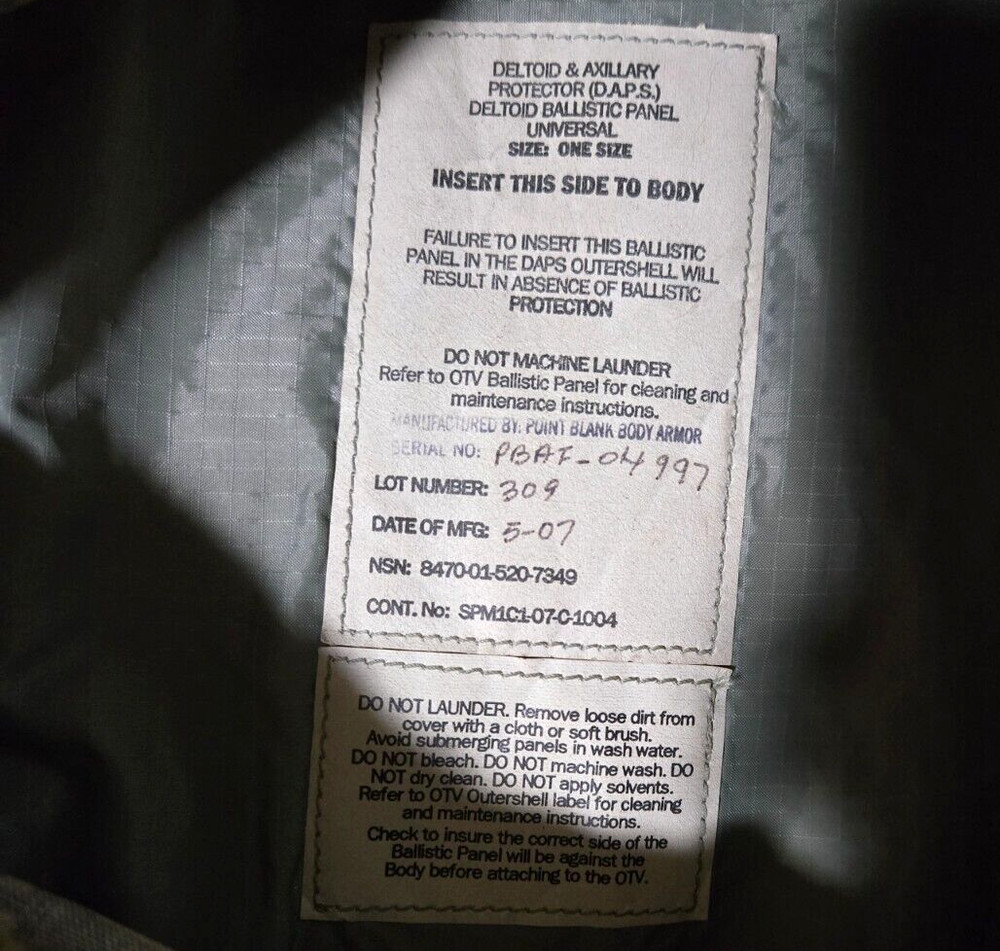 DELTOID & AXILLARY
PROTECTOR (D.A.P.S.)
DELTOID BALLISTIC PANEL
UNIVERSAL
SIZE: ONE SIZE
INSERT THIS SIDE TO BODY
FAILURE TO INSERT THIS BALLISTIC
PANEL IN THE DAPS OUTERSHELL WILL
RESULT IN ABSENCE OF BALLISTIC
PROTECTION
DO NOT MACHINE LAUNDER
Refer to OTV Ballistic Panel for cleaning and
maintenance instructions.
MANUFACTURED BY: POINT BLANK BODY ARMOR
SERIAL NO: PBAI-04997
LOT NUMBER: 309
DATE OF MFG: 5-07
NSN: 8470-01-520-7349
CONT. No: SPM1C1-07-C-1004
DO NOT LAUNDER. Remove loose dirt from
cover with a cloth or soft brush.
Avoid submerging panels in wash water.
DO NOT bleach. DO NOT machine wash. DO
NOT dry clean. DO NOT apply solvents.
Refer to OTV Outershell label for cleaning
and maintenance instructions.
Check to insure the correct side of the
Ballistic Panel will be against the
Body before attaching to the OTV.